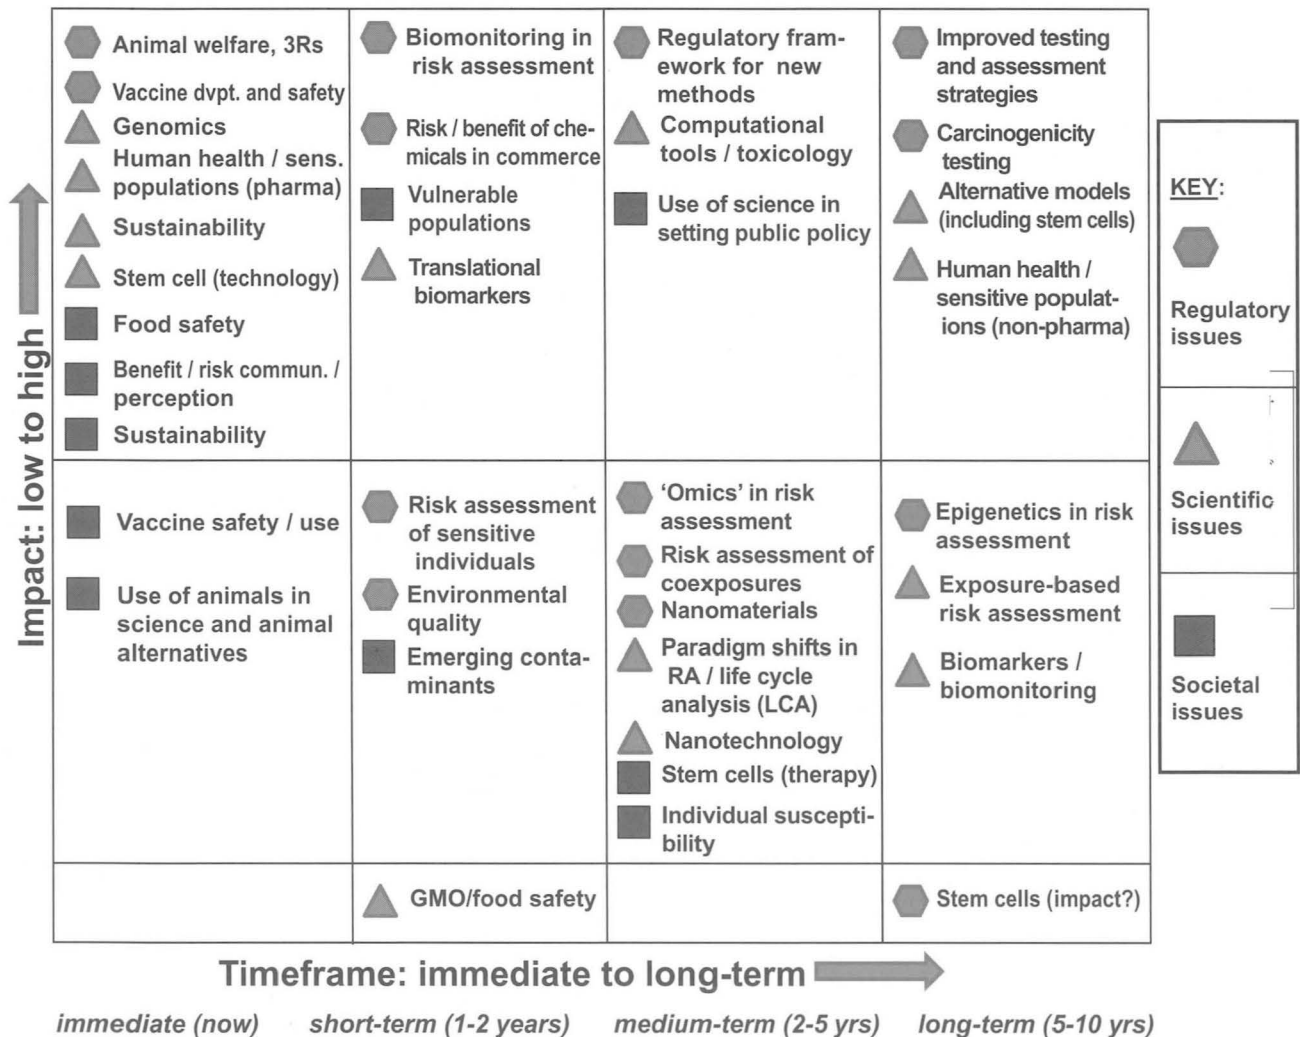 Impact: low to high
Animal welfare, 3Rs
Vaccine dvpt. and safety
Genomics
Human health / sens.
populations (pharma)
Sustainability
Stem cell (technology)
Food safety
Benefit / risk commun. /
perception
Sustainability
Biomonitoring in
risk assessment
Risk / benefit of che-
micals in commerce
Vulnerable
populations
Translational
biomarkers
Regulatory fram-
ework for new
methods
Computational
tools / toxicology
Use of science in
setting public policy
Improved testing
and assessment
strategies
Carcinogenicity
testing
Alternative models
(including stem cells)
Human health /
sensitive populat-
ions (non-pharma)
Vaccine safety / use
Use of animals in
science and animal
alternatives
Risk assessment
of sensitive
individuals
Environmental
quality
Emerging conta-
minants
'Omics' in risk
assessment
Risk assessment of
coexposures
Nanomaterials
Paradigm shifts in
RA / life cycle
analysis (LCA)
Nanotechnology
Stem cells (therapy)
Individual suscepti-
bility
Epigenetics in risk
assessment
Exposure-based
risk assessment
Biomarkers /
biomonitoring
GMO/food safety
Stem cells (impact?)
KEY:
Regulatory
issues
Scientific
issues
Societal
issues
Timeframe: immediate to long-term
immediate (now)
short-term (1-2 years)
medium-term (2-5 yrs)
long-term (5-10 yrs)